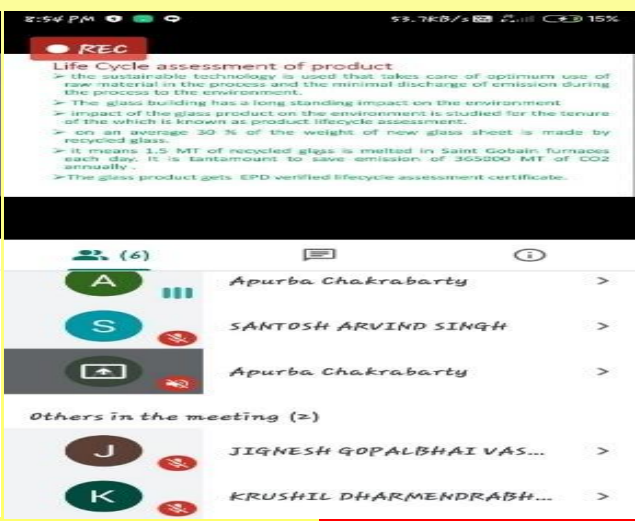 8:54 PM 53.7KB/s 15%
REC
Life Cycle assessment of product
➢ the sustainable technology is used that takes care of optimum use of
raw material in the process and the minimal discharge of emission during
the process to the environment.
➢ The glass building has a long standing impact on the environment
➢ impact of the glass product on the environment is studied for the tenure
of the which is known as product lifecycle assessment.
➢ on an average 30 % of the weight of new glass sheet is made by
recycled glass.
➢ it means 1.5 MT of recycled glass is melted in Saint Gobain furnaces
each day. It is tantamount to save emission of 365000 MT of CO2
annually .
➢ The glass product gets EPD verified lifecycle assessment certificate.
(6)
A Apurba Chakrabarty >
S SANTOSH ARVIND SINGH >
Apurba Chakrabarty >
Others in the meeting (2)
J JIGNESH GOPALBHAI VAS... >
K KRUSHIL DHARMENDRABH... >